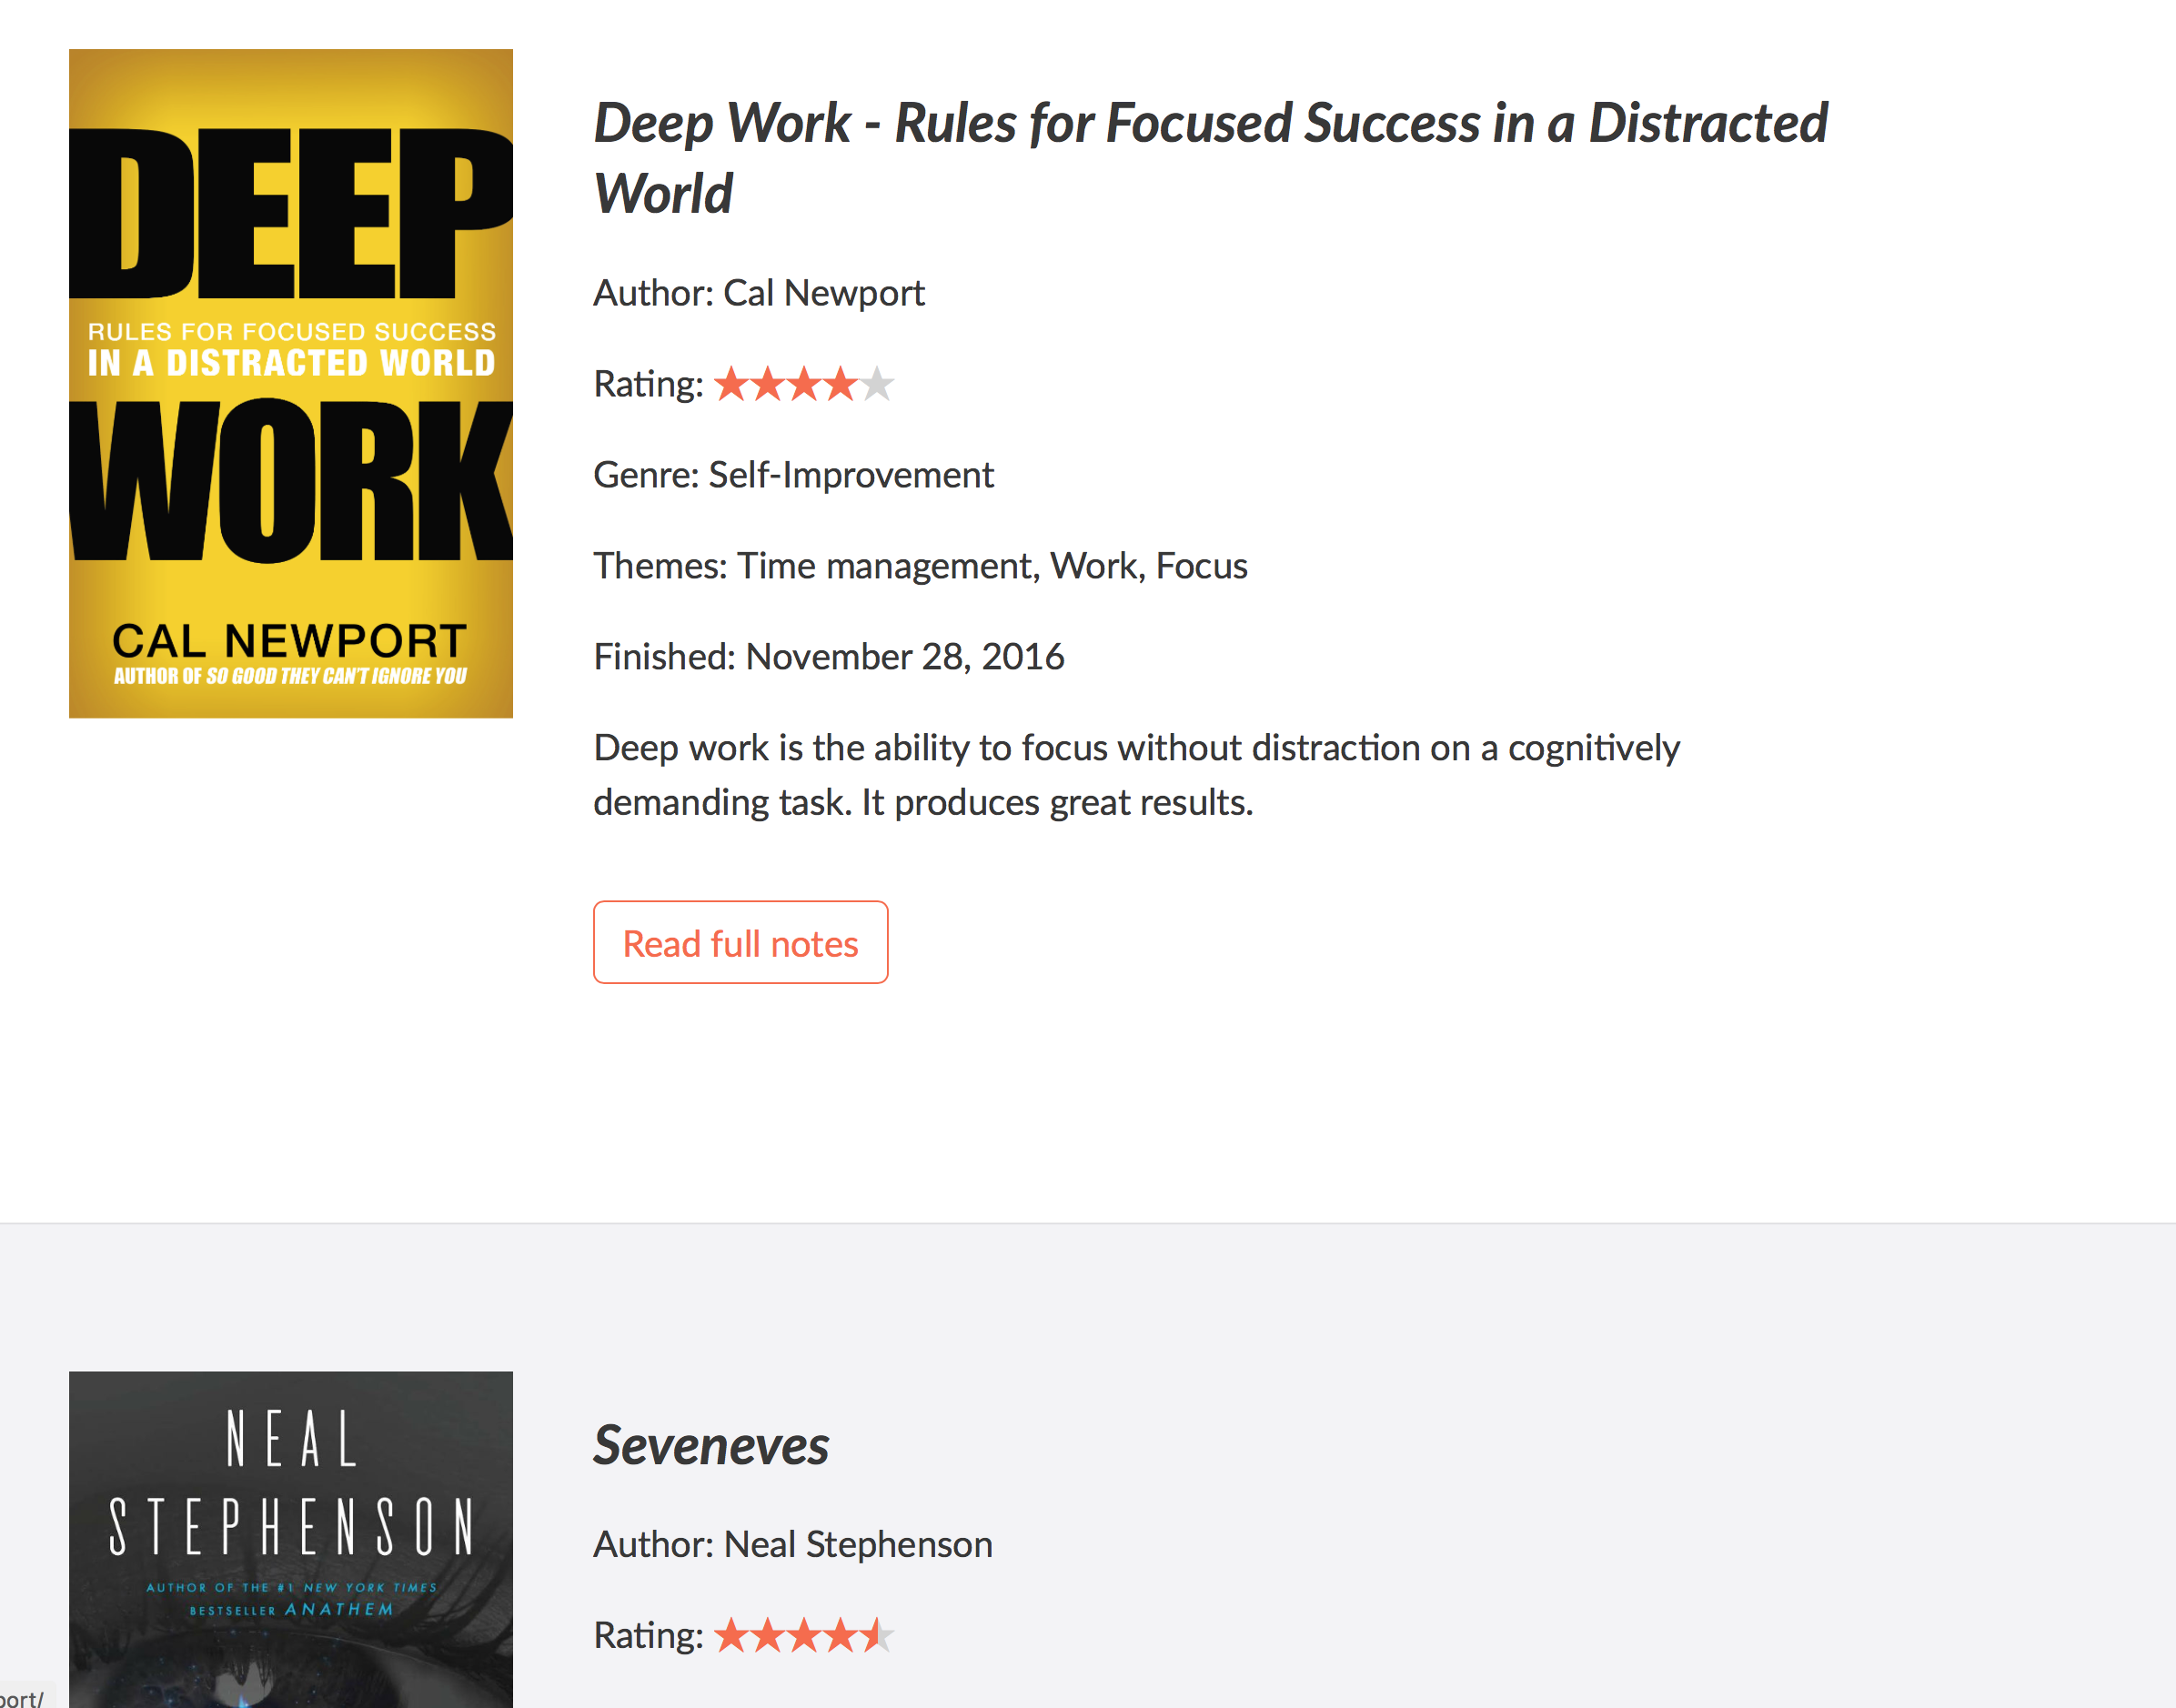 DEEP
RULES FOR FOCUSED SUCCESS
IN A DISTRACTED WORLD
WORK
CAL NEWPORT
AUTHOR OF SO GOOD THEY CAN'T IGNORE YOU
Deep Work - Rules for Focused Success in a Distracted
World
Author: Cal Newport
Rating:
Genre: Self-Improvement
Themes: Time management, Work, Focus
Finished: November 28, 2016
Deep work is the ability to focus without distraction on a cognitively
demanding task. It produces great results.
Read full notes
NEAL
STEPHENSON
AUTHOR OF THE #1 NEW YORK TIMES
BESTSELLER ANATHEM
Seveneves
Author: Neal Stephenson
Rating:
port/